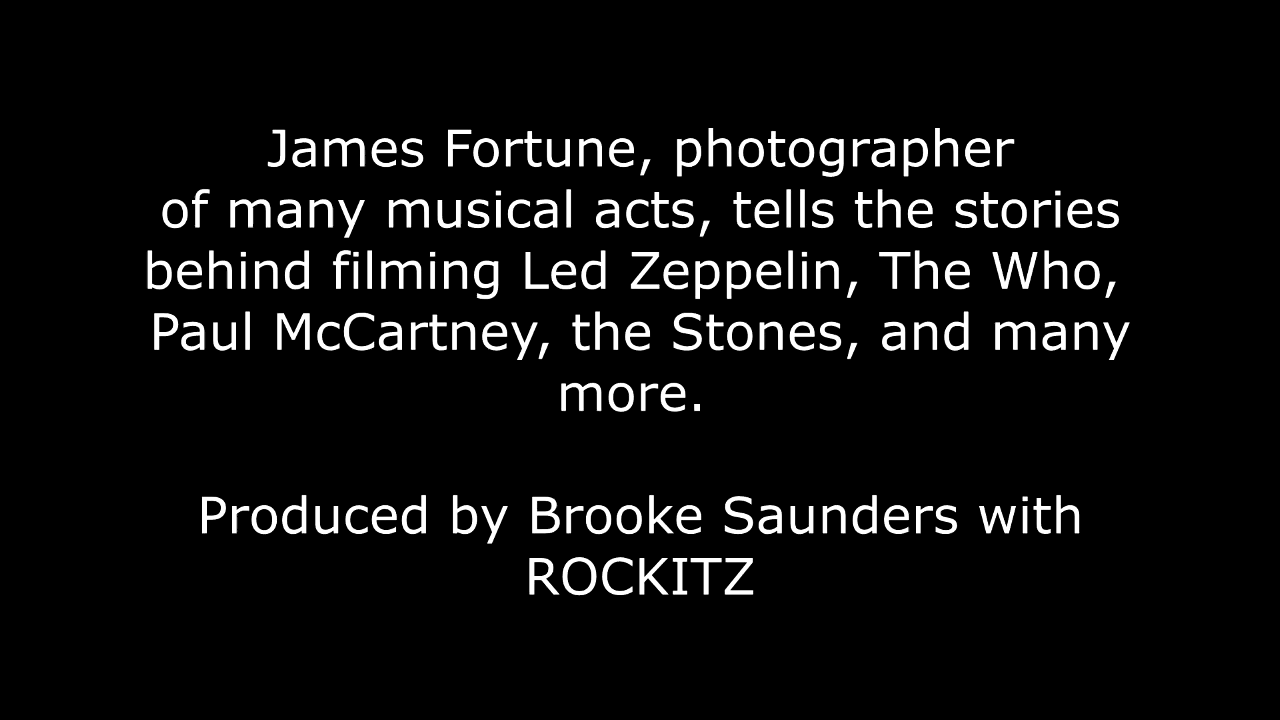 James Fortune, photographer
of many musical acts, tells the stories
behind filming Led Zeppelin, The Who,
Paul McCartney, the Stones, and many
more.
Produced by Brooke Saunders with
ROCKITZ